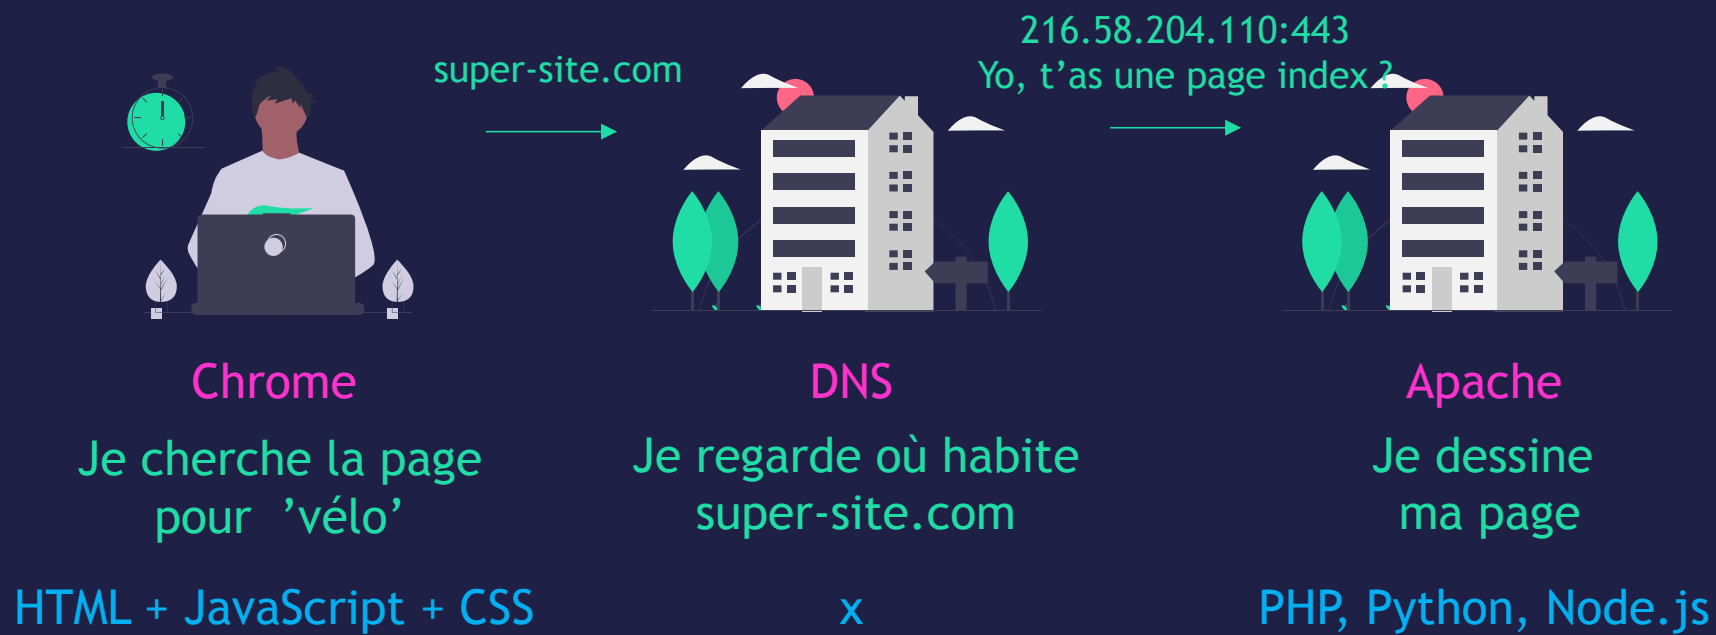 216.58.204.110:443
super-site.com
Yo, t’as une page index ?
Chrome
DNS
Apache
Je cherche la page
pour ’vélo’
Je regarde où habite
super-site.com
Je dessine
ma page
HTML + JavaScript + CSS
x
PHP, Python, Node.js